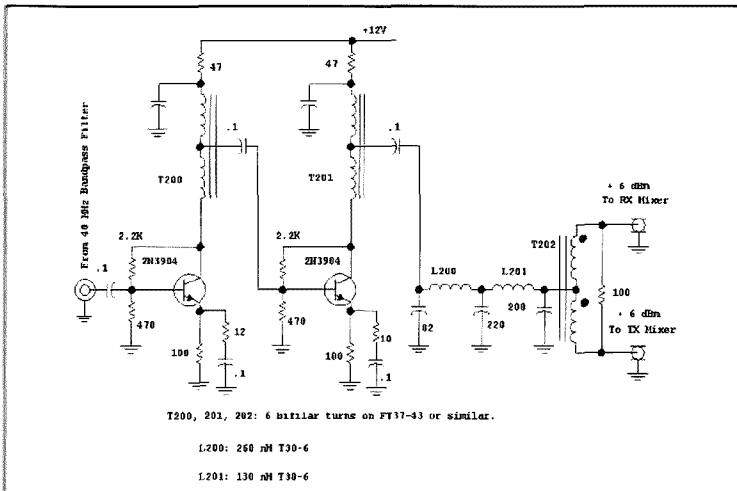 +12V
47
47
.1
.1
T200
T201
From 40 MHz Bandpass Filter
+ 6 dBm
To RX Mixer
T202
2.2K
2.2K
2N3904
2N3904
.1
L200
L201
100
470
470
12
10
82
220
200
+ 6 dBm
To TX Mixer
100
100
.1
.1
T200, 201, 202: 6 bifilar turns on FT37-43 or similar.
L200: 260 nH T30-6
L201: 130 nH T30-6